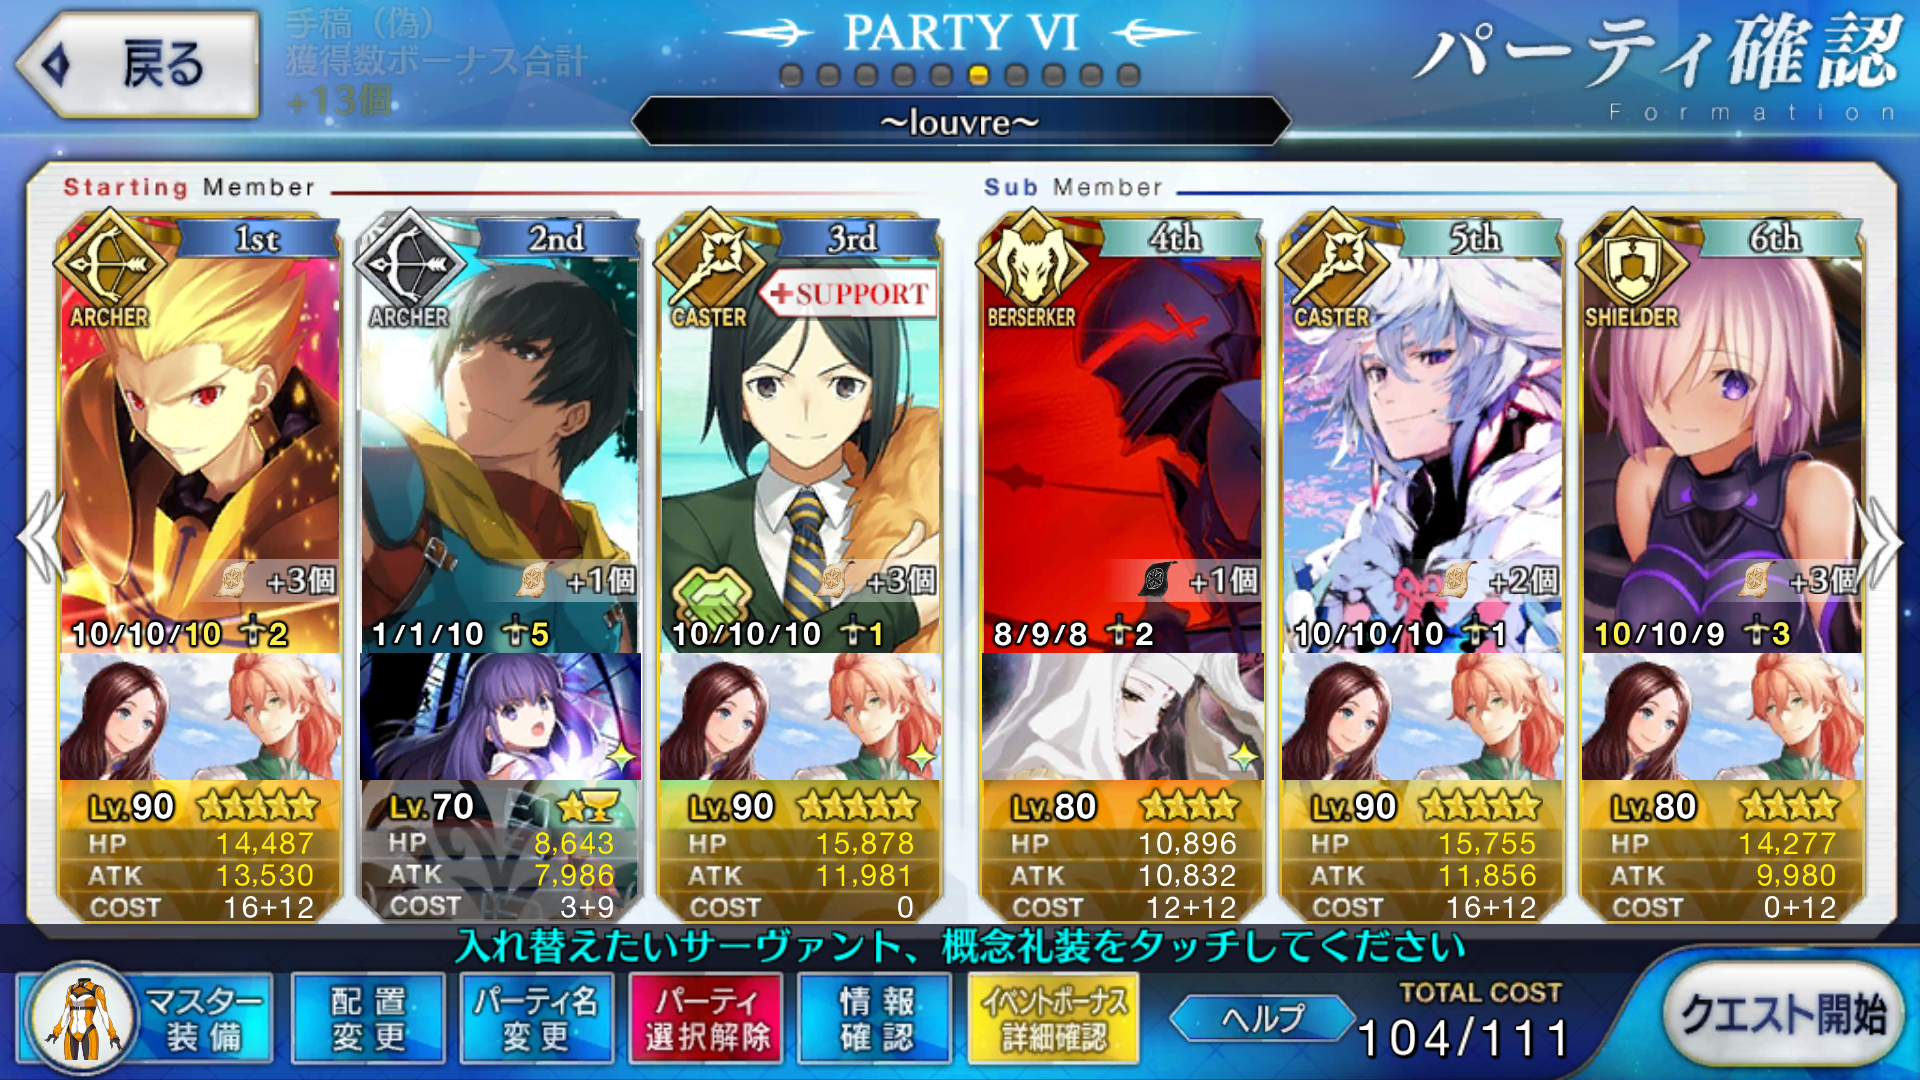 戻る
手稿（偽）
獲得数ボーナス合計
+13個
PARTY VI
~louvre~
パーティ確認
Formation
Starting Member
Sub Member
1st
ARCHER
+3個
10/10/10 2
Lv.90
HP 14,487
ATK 13,530
COST 16+12
2nd
ARCHER
+1個
1/1/10 5
Lv.70
HP 8,643
ATK 7,986
COST 3+9
3rd
+SUPPORT
CASTER
+3個
10/10/10 1
Lv.90
HP 15,878
ATK 11,981
COST 0
4th
BERSERKER
+1個
8/9/8 2
Lv.80
HP 10,896
ATK 10,832
COST 12+12
5th
CASTER
+2個
10/10/10 1
Lv.90
HP 15,755
ATK 11,856
COST 16+12
6th
SHIELDER
+3個
10/10/9 3
Lv.80
HP 14,277
ATK 9,980
COST 0+12
入れ替えたいサーヴァント、概念礼装をタッチしてください
マスター
装備
配置
変更
パーティ名
変更
パーティ
選択解除
情報
確認
イベントボーナス
詳細確認
ヘルプ
TOTAL COST
104/111
クエスト開始